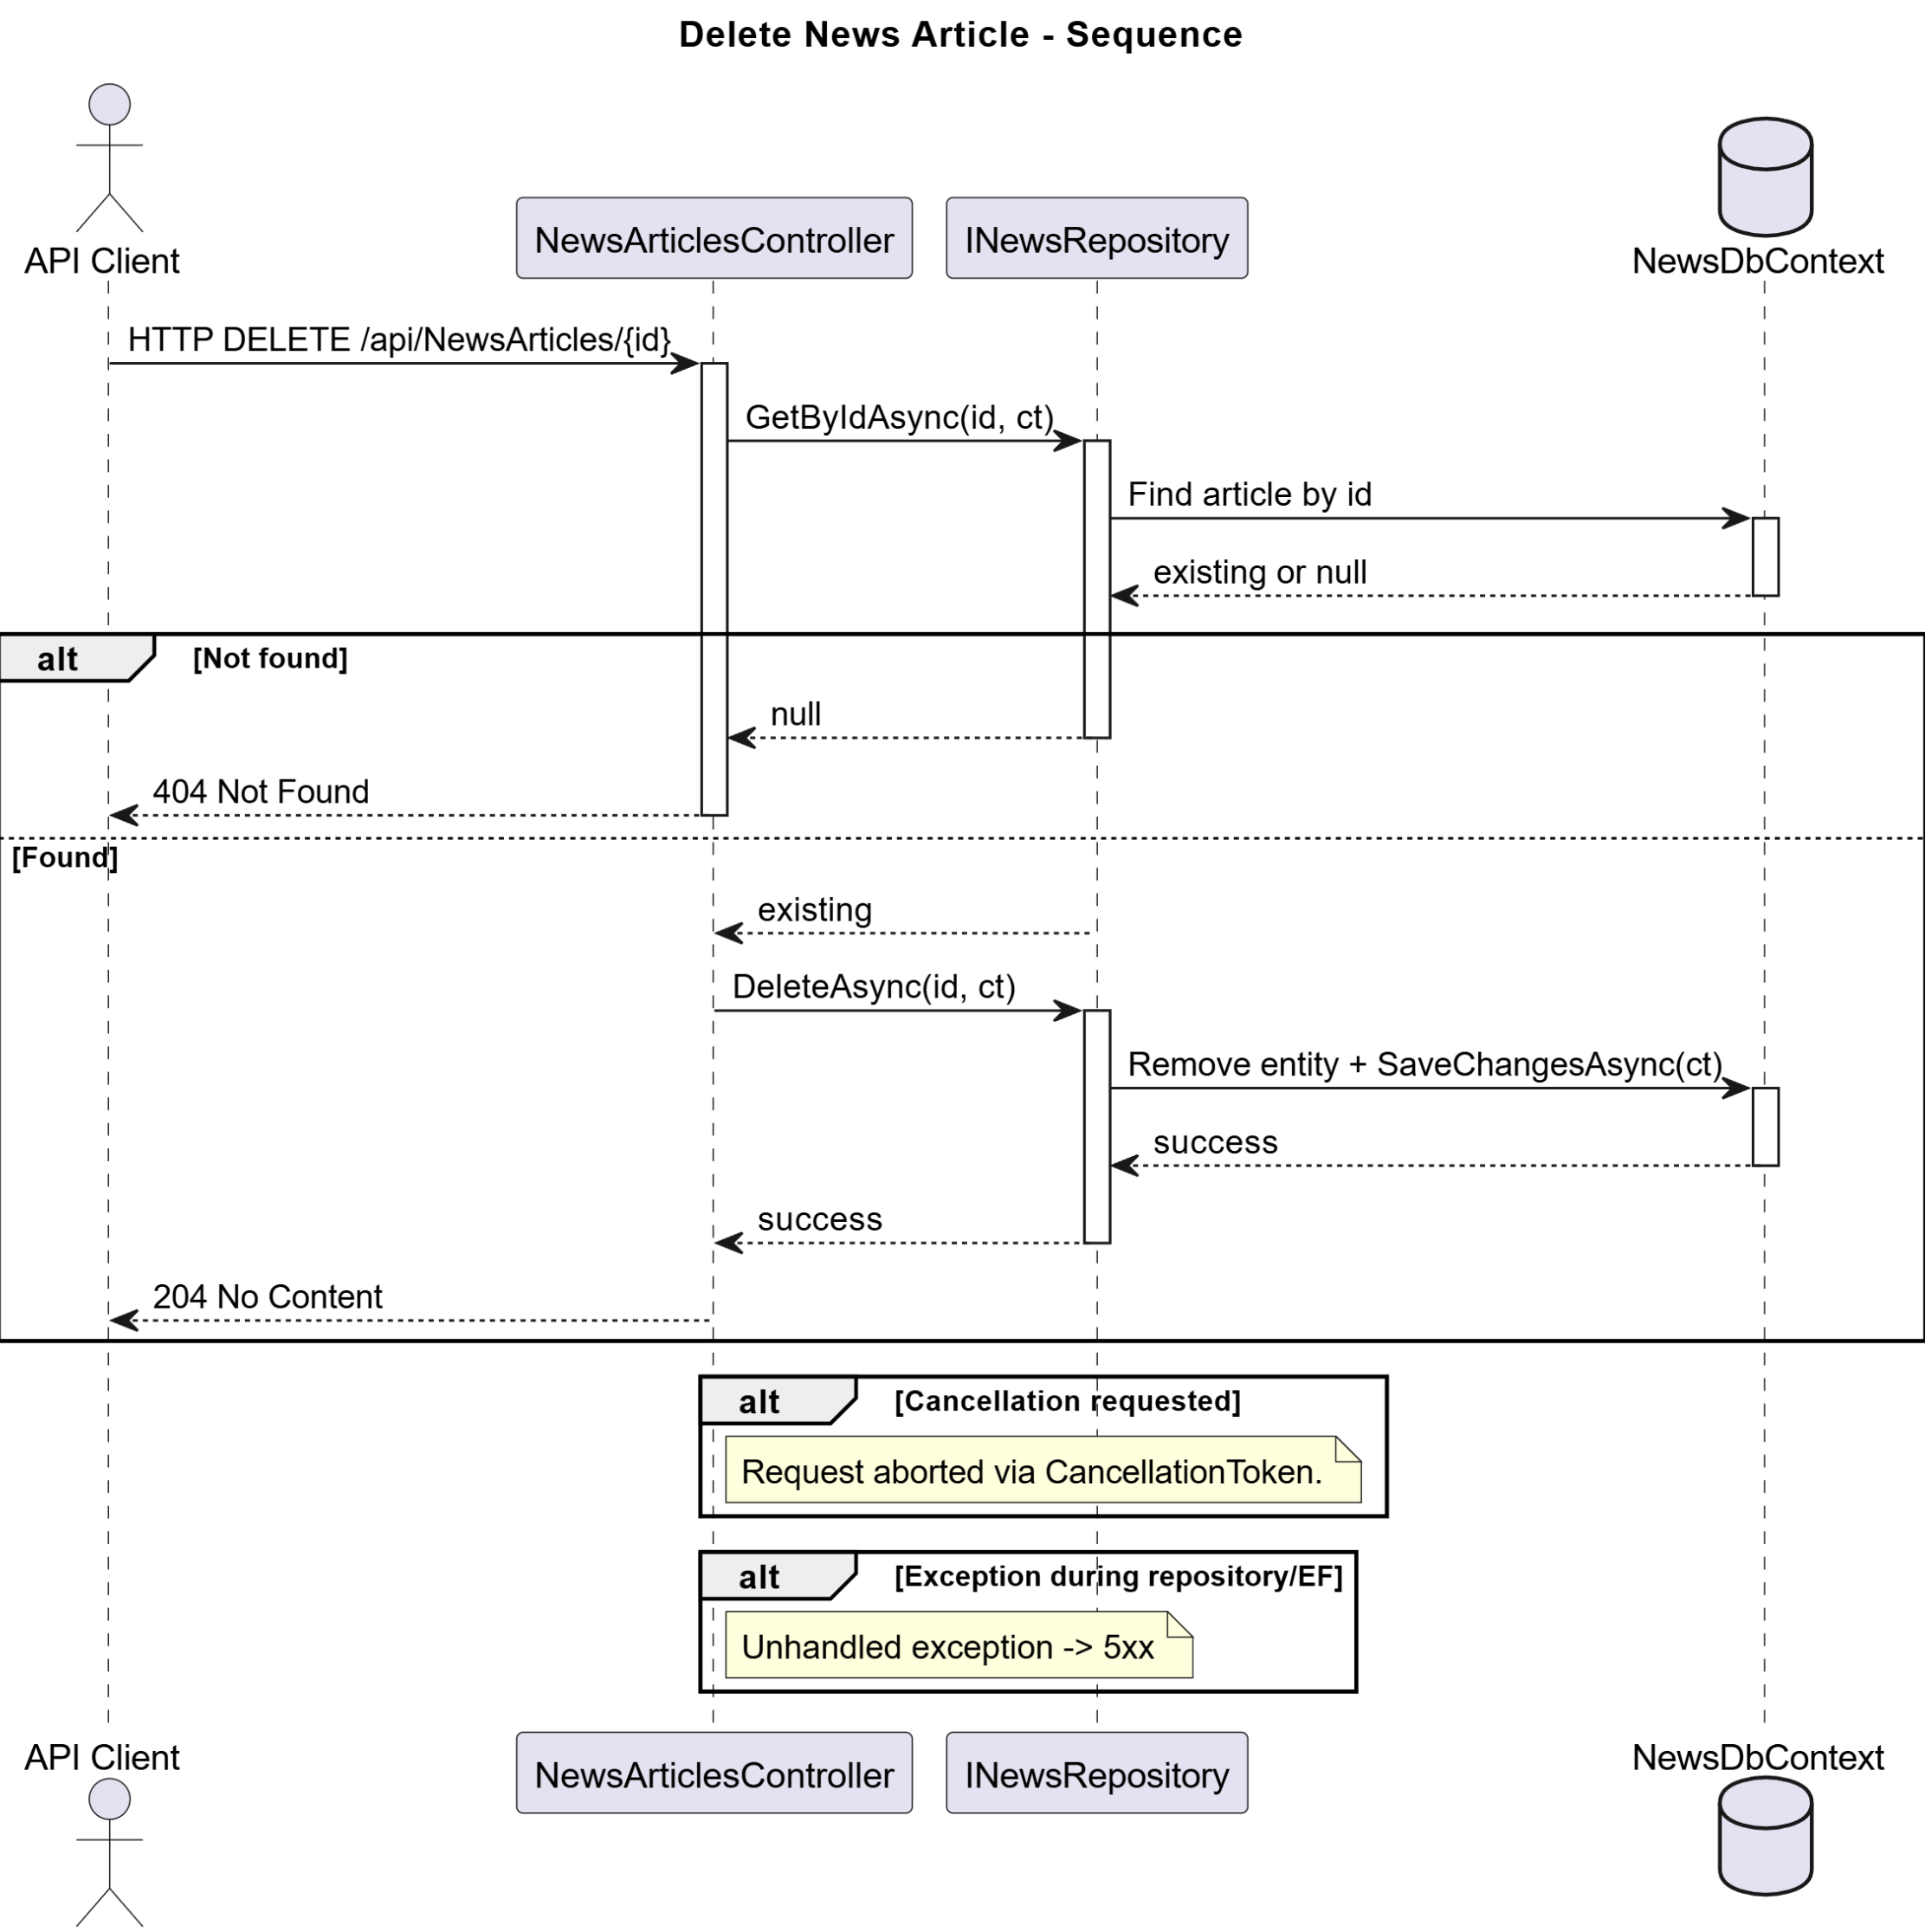 Delete News Article - Sequence
API Client
NewsArticlesController
INewsRepository
NewsDbContext
HTTP DELETE /api/NewsArticles/{id}
GetByIdAsync(id, ct)
Find article by id
existing or null
alt [Not found]
null
404 Not Found
[Found]
existing
DeleteAsync(id, ct)
Remove entity + SaveChangesAsync(ct)
success
success
204 No Content
alt [Cancellation requested]
Request aborted via CancellationToken.
alt [Exception during repository/EF]
Unhandled exception -> 5xx
API Client
NewsArticlesController
INewsRepository
NewsDbContext